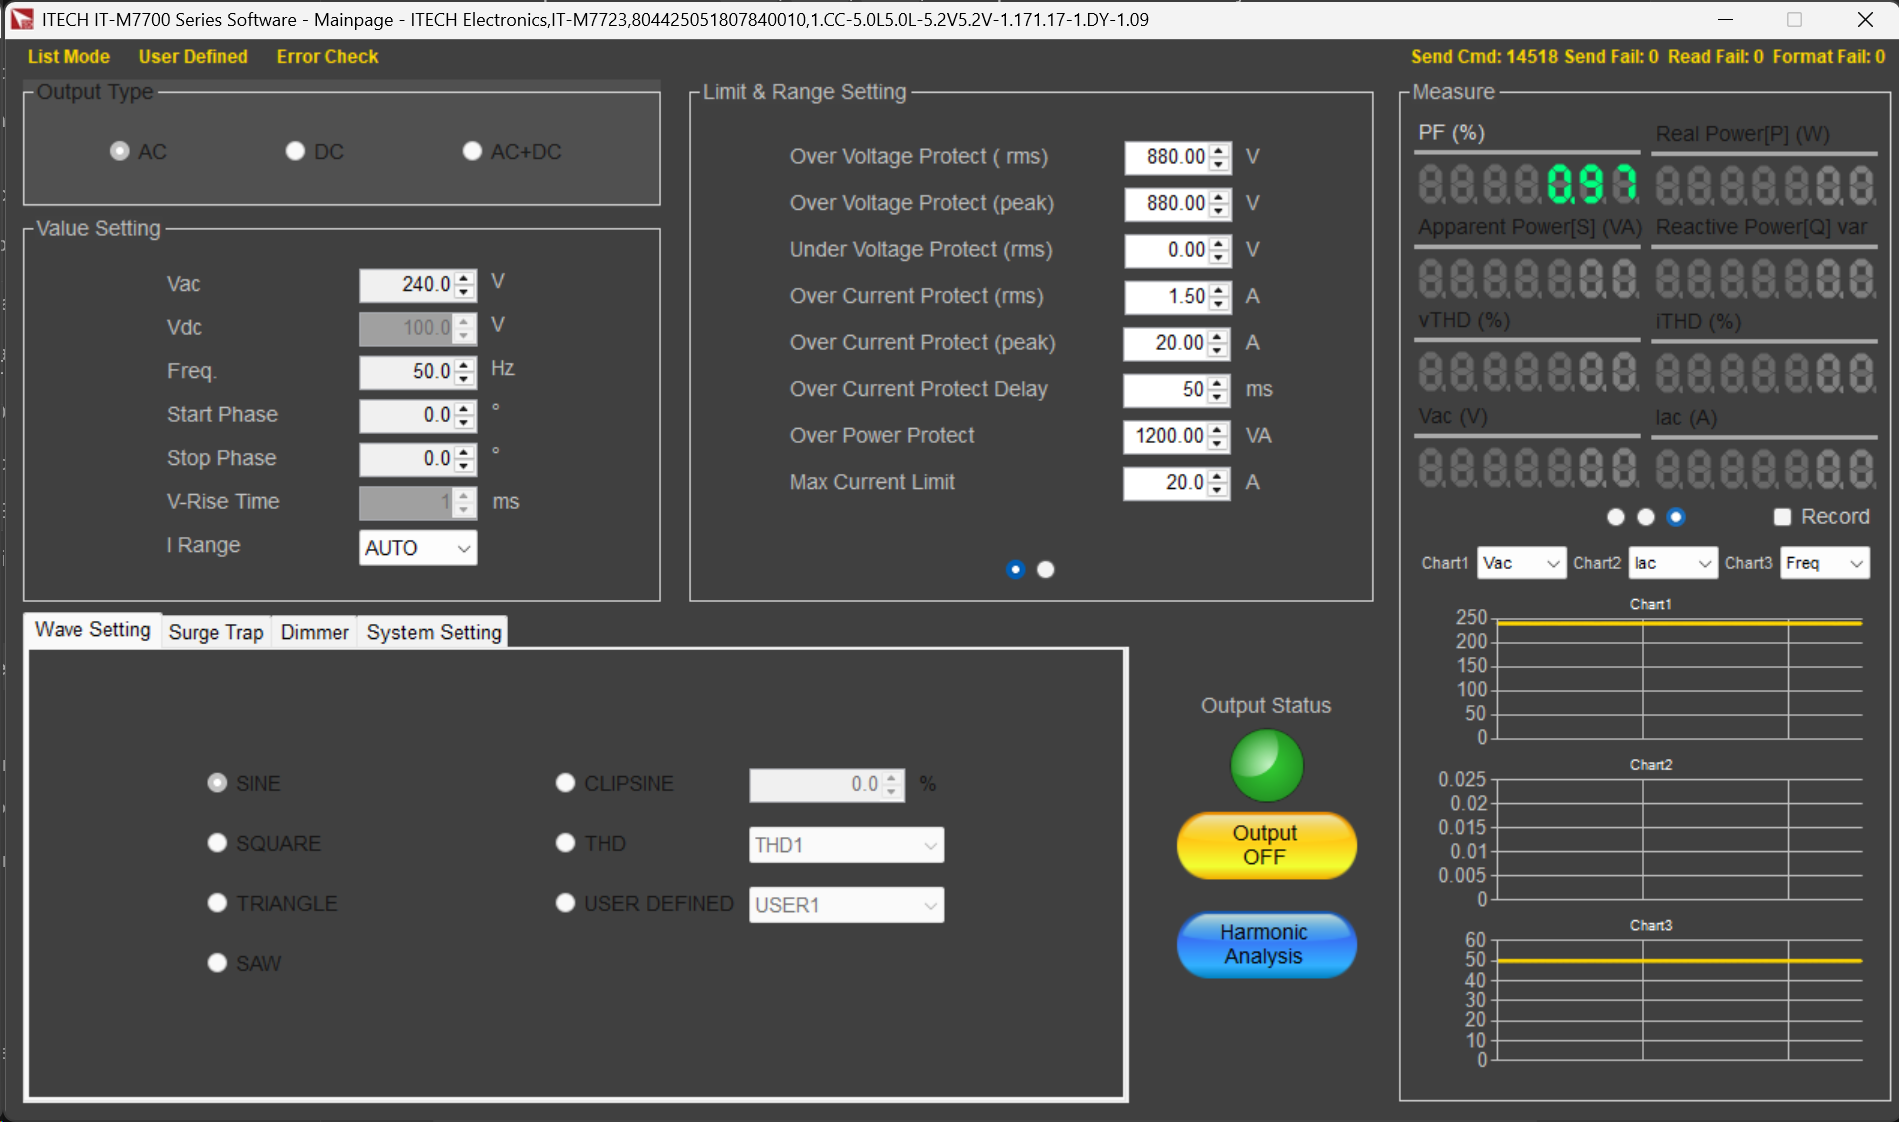 ITECH IT-M7700 Series Software - Mainpage - ITECH Electronics,IT-M7723,804425051807840010,1.CC-5.0L5.0L-5.2V5.2V-1.171.17-1.DY-1.09
List Mode User Defined Error Check
Send Cmd: 14518 Send Fail: 0 Read Fail: 0 Format Fail: 0
Output Type
AC DC AC+DC
Value Setting
Vac 240.0 V
Vdc 100.0 V
Freq. 50.0 Hz
Start Phase 0.0 °
Stop Phase 0.0 °
V-Rise Time 1 ms
I Range AUTO
Limit & Range Setting
Over Voltage Protect ( rms) 880.00 V
Over Voltage Protect (peak) 880.00 V
Under Voltage Protect (rms) 0.00 V
Over Current Protect (rms) 1.50 A
Over Current Protect (peak) 20.00 A
Over Current Protect Delay 50 ms
Over Power Protect 1200.00 VA
Max Current Limit 20.0 A
Wave Setting Surge Trap Dimmer System Setting
SINE CLIPSINE 0.0 %
SQUARE THD THD1
TRIANGLE USER DEFINED USER1
SAW
Output Status
Output
OFF
Harmonic
Analysis
Measure
PF (%) Real Power[P] (W)
0.97
Apparent Power[S] (VA) Reactive Power[Q] var
vTHD (%) iTHD (%)
Vac (V) Iac (A)
Record
Chart1 Vac Chart2 Iac Chart3 Freq
Chart1
250
200
150
100
50
0
Chart2
0.025
0.02
0.015
0.01
0.005
0
Chart3
60
50
40
30
20
10
0